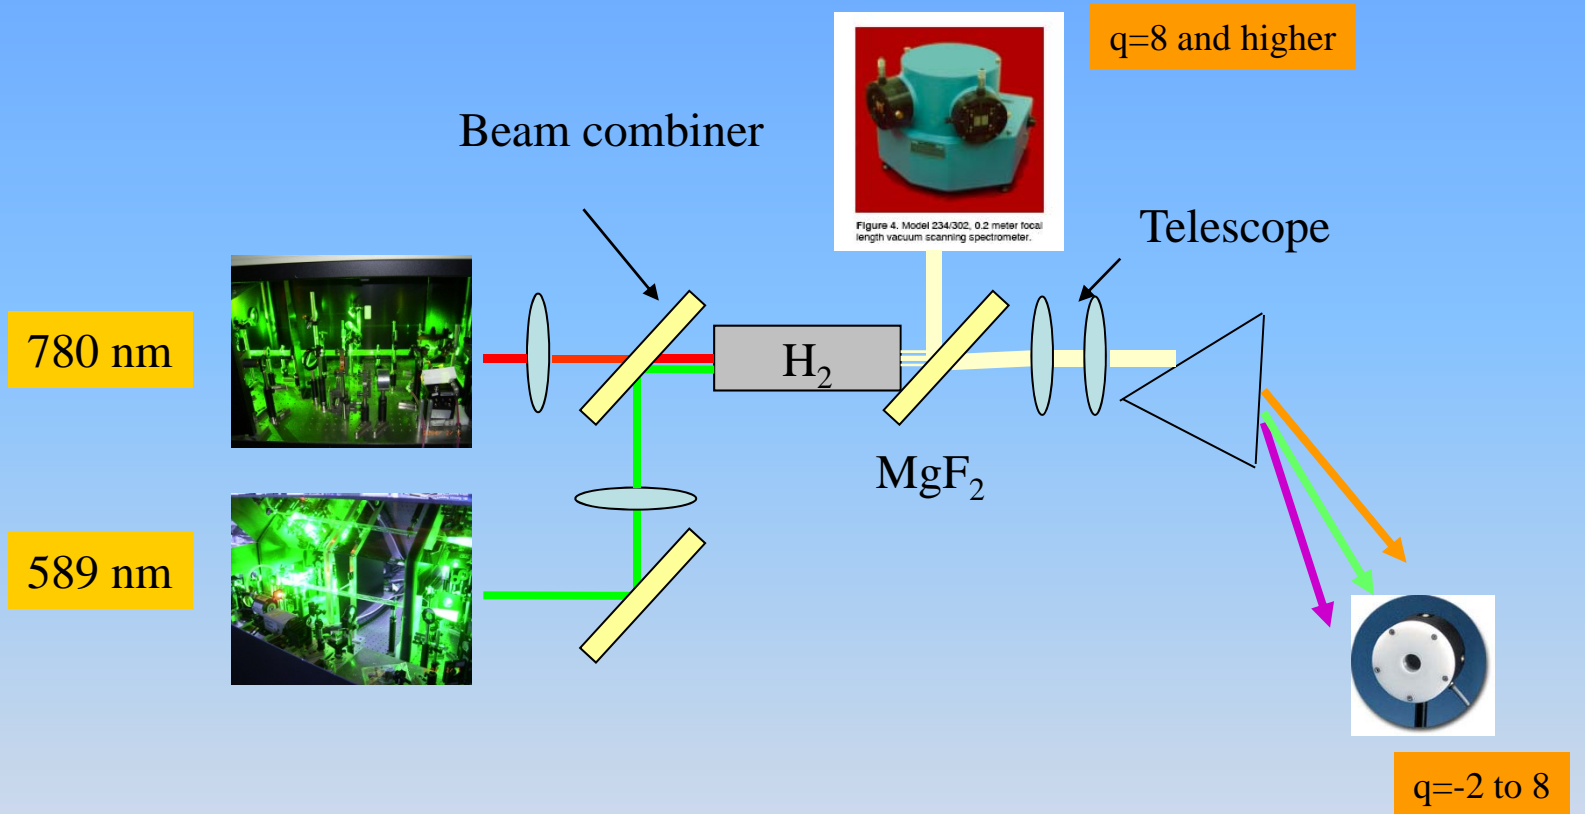 q=8 and higher
Beam combiner
Figure 4. Model 234/302, 0.2 meter focal
length vacuum scanning spectrometer.
Telescope
780 nm
H₂
MgF₂
589 nm
q=-2 to 8